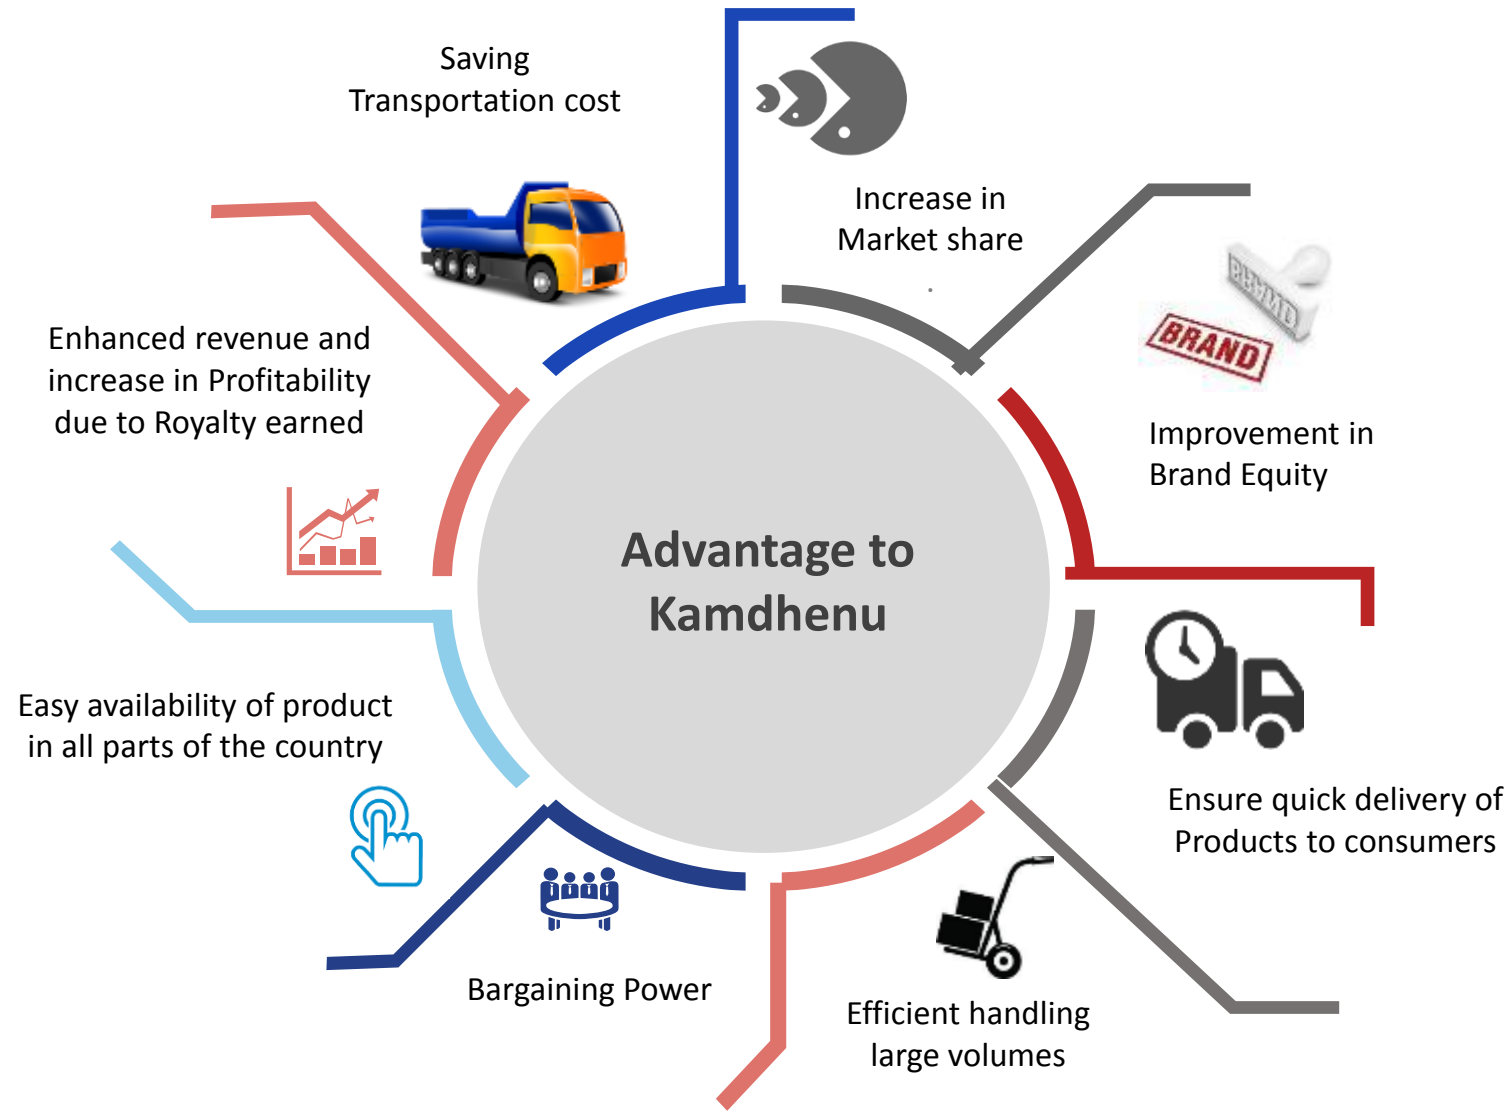 Saving
Transportation cost
Increase in
Market share
.
BRAND
BRAND
Improvement in
Brand Equity
Enhanced revenue and
increase in Profitability
due to Royalty earned
Advantage to
Kamdhenu
Easy availability of product
in all parts of the country
Ensure quick delivery of
Products to consumers
Bargaining Power
Efficient handling
large volumes